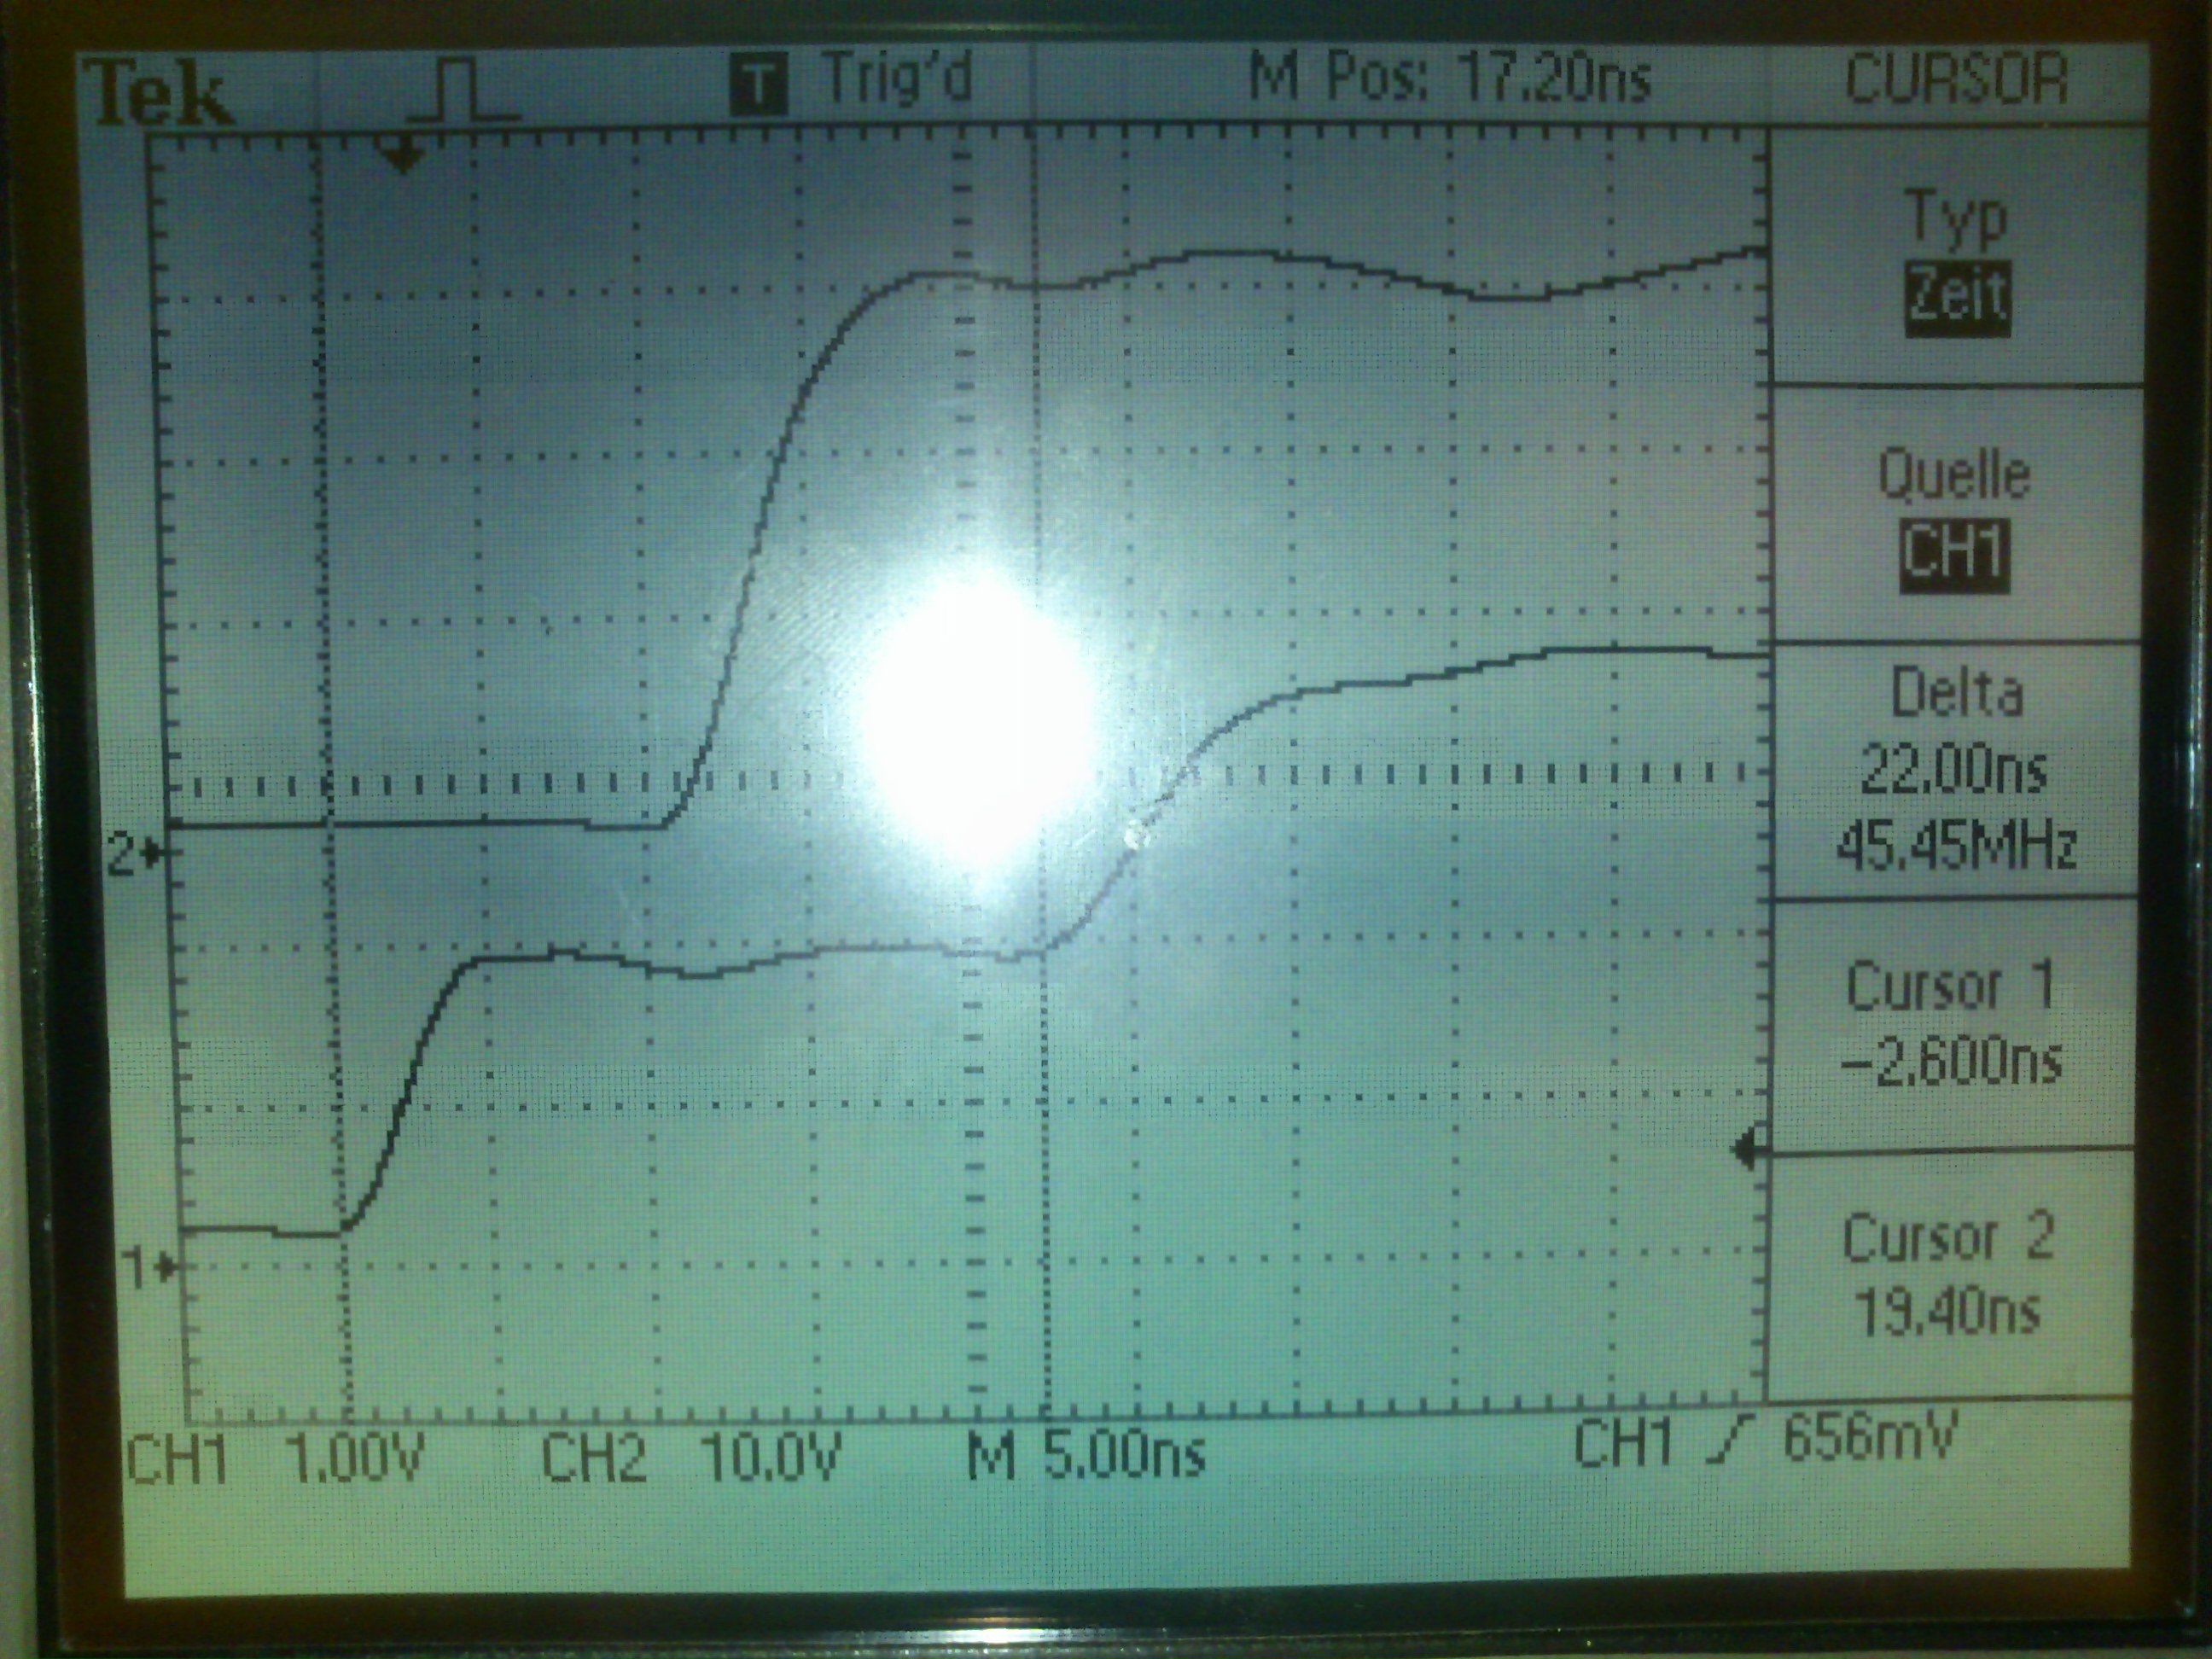 Tek T Trig'd M Pos: 17.20ns CURSOR
Typ
Zeit
Quelle
CH1
Delta
22.00ns
45.45MHz
2
Cursor 1
-2.600ns
1
Cursor 2
19.40ns
CH1 1.00V CH2 10.0V M 5.00ns CH1 656mV